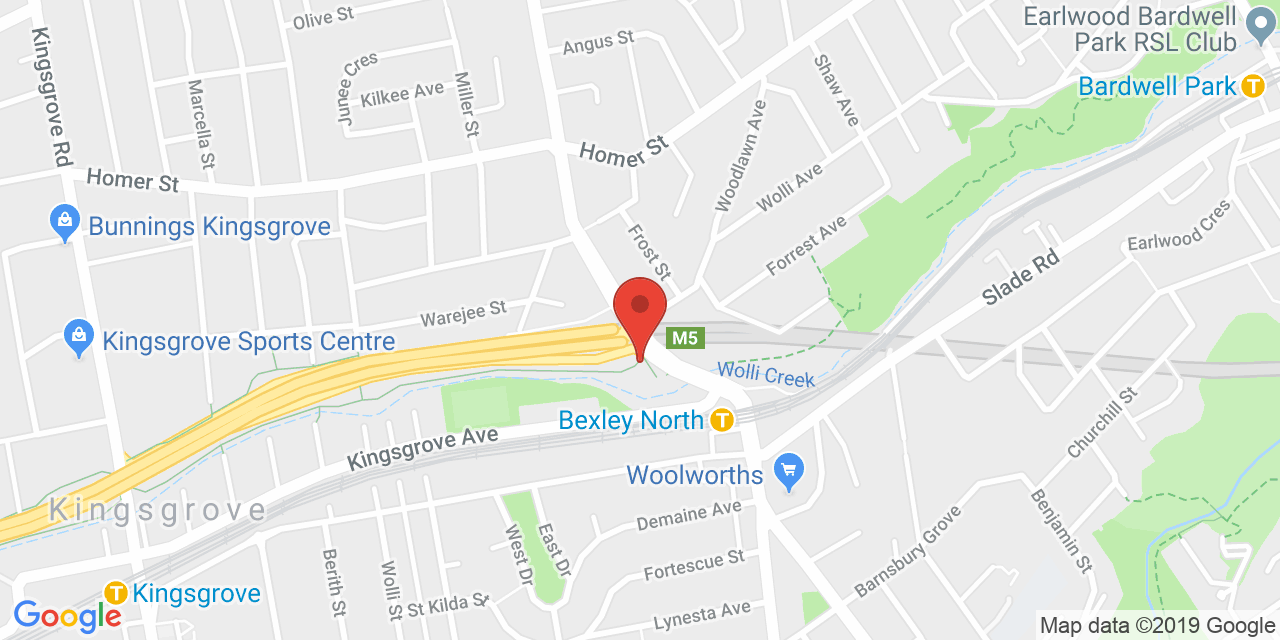 Olive St
Earlwood Bardwell
Park RSL Club
Angus St
Kingsgrove Rd
Junee Cres
Kilkee Ave
Miller St
Shaw Ave
Marcella St
Bardwell Park
T
Homer St
Homer St
Woodlawn Ave
Wolli Ave
Bunnings Kingsgrove
Frost St
Forrest Ave
Earlwood Cres
Slade Rd
Warejee St
Kingsgrove Sports Centre
M5
Wolli Creek
Bexley North
T
Churchill St
Kingsgrove Ave
Woolworths
Kingsgrove
Demaine Ave
West Dr
East Dr
Barnsbury Grove
Benjamin St
Fortescue St
Berith St
Wolli St
St Kilda St
T
Kingsgrove
Lynesta Ave
Google
Map data ©2019 Google